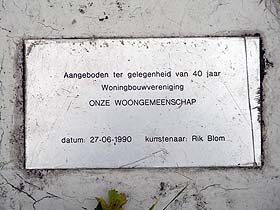 Aangeboden ter gelegenheid van 40 jaar
Woningbouwvereniging
ONZE WOONGEMEENSCHAP
datum: 27-06-1990 kunstenaar: Rik Blom